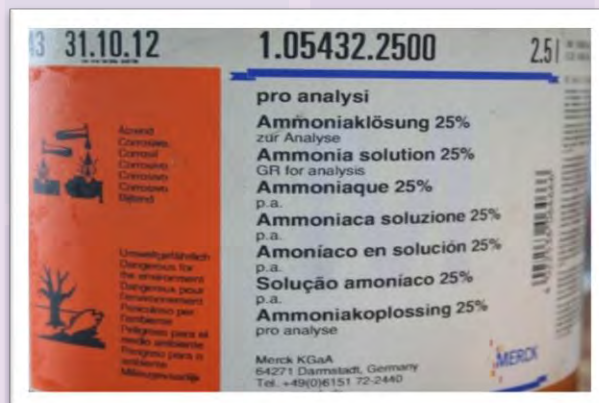 31.10.12
1.05432.2500
2.5l
pro analysi
Ammoniaklösung 25%
zur Analyse
Ammonia solution 25%
GR for analysis
Ammoniaque 25%
p.a.
Ammoniaca soluzione 25%
p.a.
Amoníaco en solución 25%
p.a.
Solução amoníaco 25%
p.a.
Ammoniakoplossing 25%
pro analyse
Merck KGaA
64271 Darmstadt, Germany
Tel. +49(0)6151 72-2440
MERCK
Ätzend
Corrosive
Corrosif
Corrosivo
Corrosivo
Corrosivo
Bijtend
Umweltgefährlich
Dangerous for
the environment
Dangereux pour
l'environnement
Pericoloso per
l'ambiente
Peligroso para el
medio ambiente
Perigoso para o
ambiente
Milieugevaarlijk